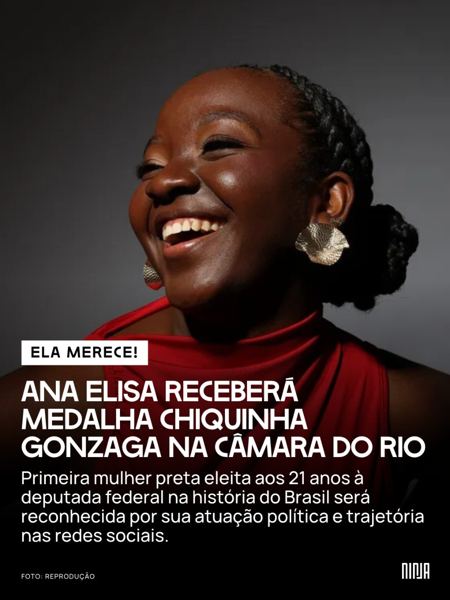 ELA MERECE!
ANA ELISA RECEBERÁ
MEDALHA CHIQUINHA
GONZAGA NA CÂMARA DO RIO
Primeira mulher preta eleita aos 21 anos à
deputada federal na história do Brasil será
reconhecida por sua atuação política e trajetória
nas redes sociais.
FOTO: REPRODUÇÃO
NINJA